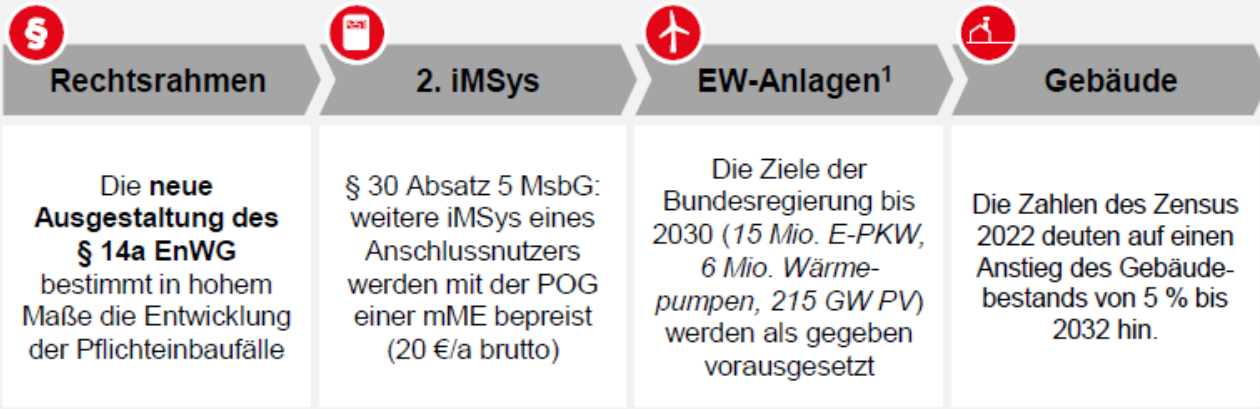 §
Rechtsrahmen
Die neue
Ausgestaltung des
§ 14a EnWG
bestimmt in hohem
Maße die Entwicklung
der Pflichteinbaufälle
2. iMSys
§ 30 Absatz 5 MsbG:
weitere iMSys eines
Anschlussnutzers
werden mit der POG
einer mME bepreist
(20 €/a brutto)
EW-Anlagen¹
Die Ziele der
Bundesregierung bis
2030 (15 Mio. E-PKW,
6 Mio. Wärme-
pumpen, 215 GW PV)
werden als gegeben
vorausgesetzt
Gebäude
Die Zahlen des Zensus
2022 deuten auf einen
Anstieg des Gebäude-
bestands von 5 % bis
2032 hin.